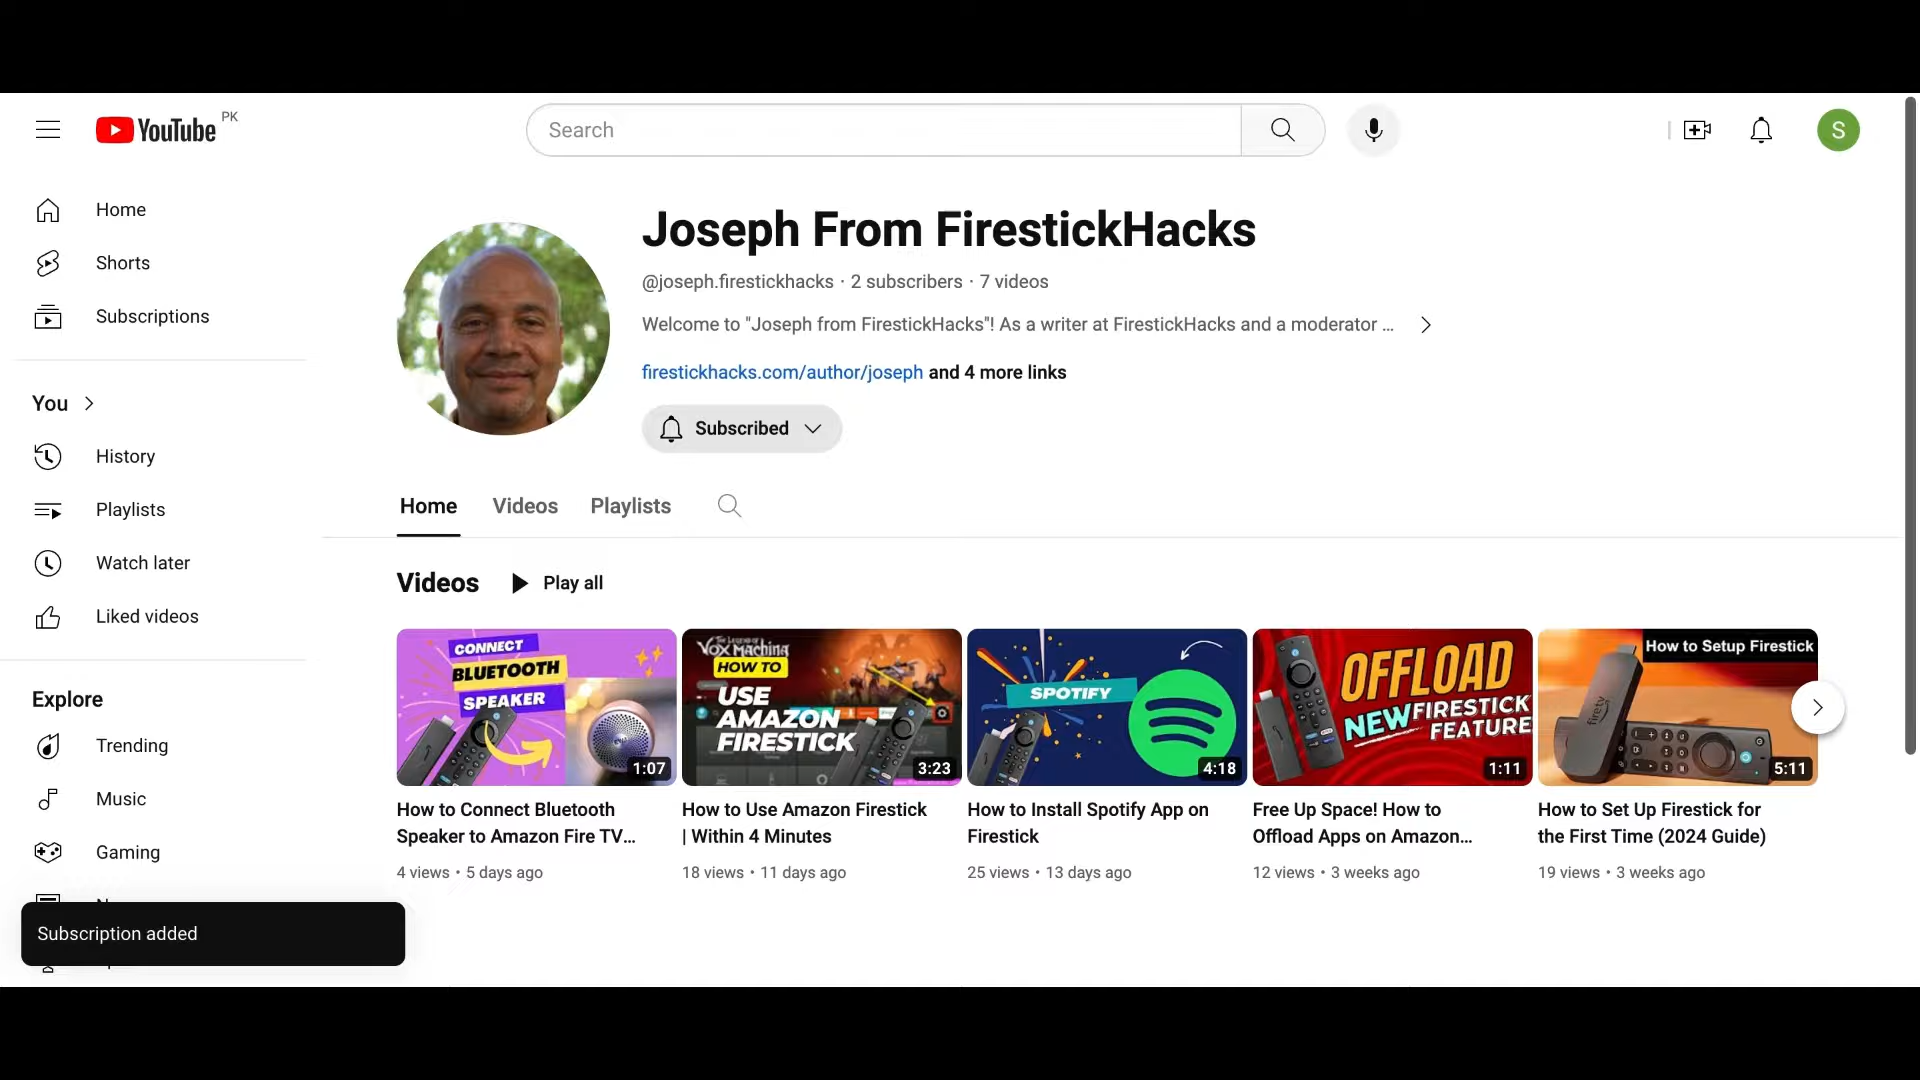 YouTube PK
Search
S
Home
Shorts
Subscriptions
You
History
Playlists
Watch later
Liked videos
Explore
Trending
Music
Gaming
Subscription added
Joseph From FirestickHacks
@joseph.firestickhacks · 2 subscribers · 7 videos
Welcome to "Joseph from FirestickHacks"! As a writer at FirestickHacks and a moderator ...
firestickhacks.com/author/joseph and 4 more links
Subscribed
Home Videos Playlists
Videos Play all
CONNECT
BLUETOOTH
SPEAKER
1:07
How to Connect Bluetooth
Speaker to Amazon Fire TV...
4 views • 5 days ago
THE LEGEND OF
VOX MACHINA
HOW TO
USE
AMAZON
FIRESTICK
3:23
How to Use Amazon Firestick
| Within 4 Minutes
18 views • 11 days ago
SPOTIFY
4:18
How to Install Spotify App on
Firestick
25 views • 13 days ago
OFFLOAD
NEW FIRESTICK
FEATURE
1:11
Free Up Space! How to
Offload Apps on Amazon...
12 views • 3 weeks ago
How to Setup Firestick
firetv
5:11
How to Set Up Firestick for
the First Time (2024 Guide)
19 views • 3 weeks ago